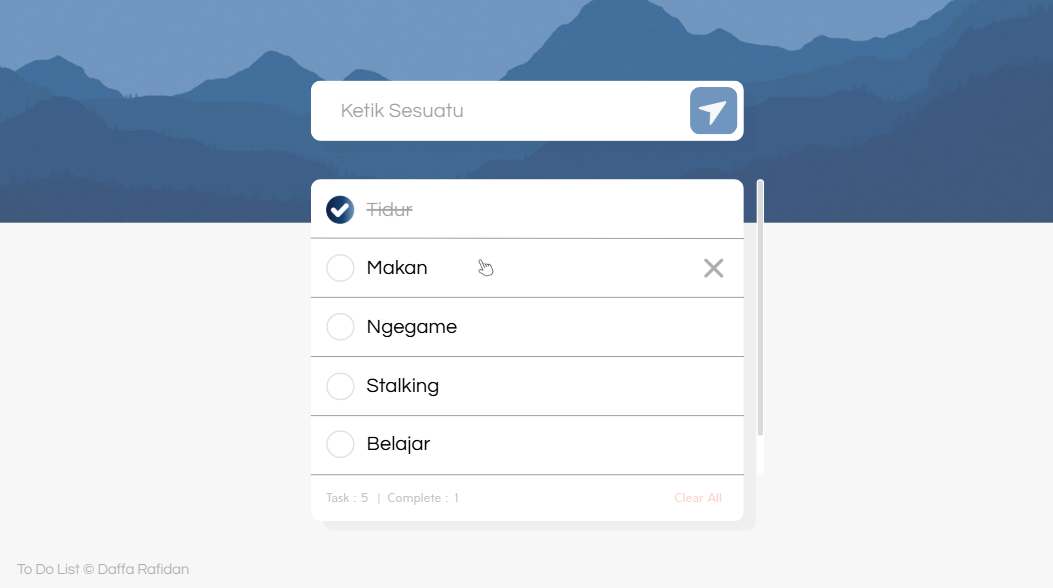 Ketik Sesuatu
Tidur
Makan
Ngegame
Stalking
Belajar
Task : 5 | Complete : 1
Clear All
To Do List © Daffa Rafidan